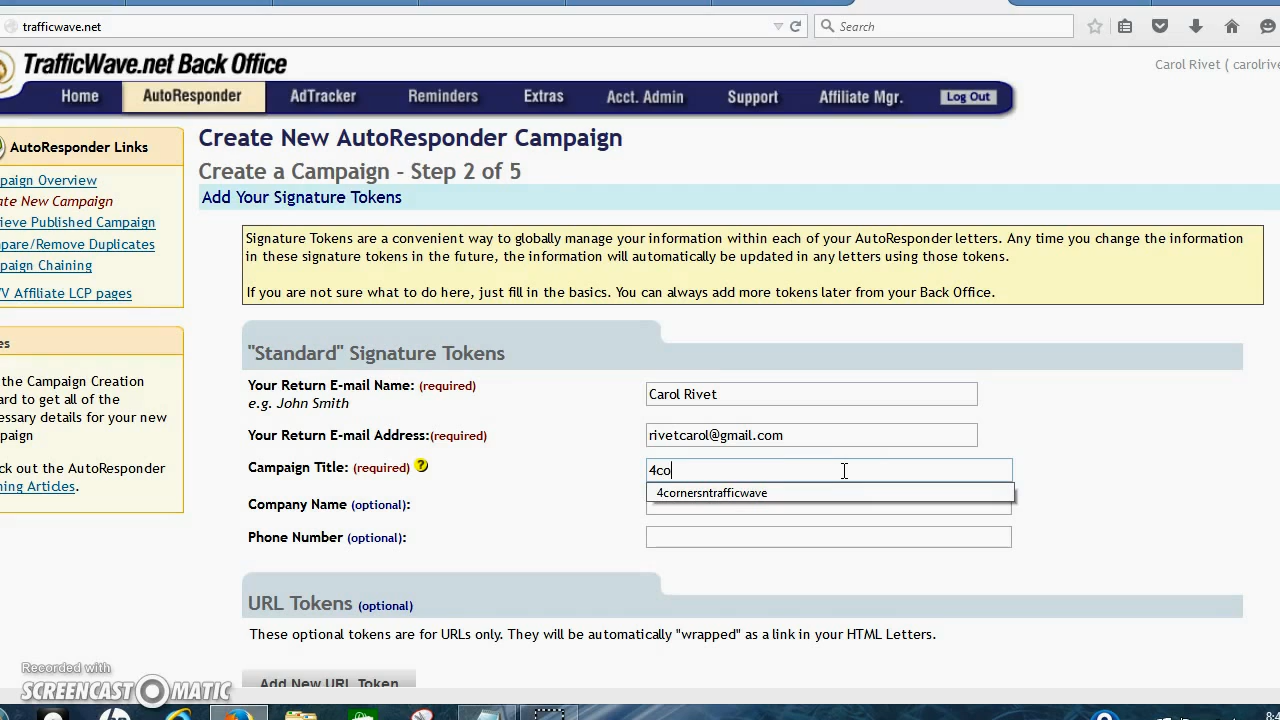 trafficwave.net
Search
TrafficWave.net Back Office
Carol Rivet ( carolrive
Home AutoResponder AdTracker Reminders Extras Acct. Admin Support Affiliate Mgr. Log Out
AutoResponder Links
paign Overview
ate New Campaign
ieve Published Campaign
pare/Remove Duplicates
paign Chaining
V Affiliate LCP pages
es
the Campaign Creation
ard to get all of the
essary details for your new
paign
ck out the AutoResponder
ning Articles.
Create New AutoResponder Campaign
Create a Campaign - Step 2 of 5
Add Your Signature Tokens
Signature Tokens are a convenient way to globally manage your information within each of your AutoResponder letters. Any time you change the information
in these signature tokens in the future, the information will automatically be updated in any letters using those tokens.
If you are not sure what to do here, just fill in the basics. You can always add more tokens later from your Back Office.
"Standard" Signature Tokens
Your Return E-mail Name: (required)
e.g. John Smith
Carol Rivet
Your Return E-mail Address:(required)
rivetcarol@gmail.com
Campaign Title: (required) ?
4co
4cornersntrafficwave
Company Name (optional):
Phone Number (optional):
URL Tokens (optional)
These optional tokens are for URLs only. They will be automatically "wrapped" as a link in your HTML Letters.
Add New URL Token
Recorded with
SCREENCAST O MATIC